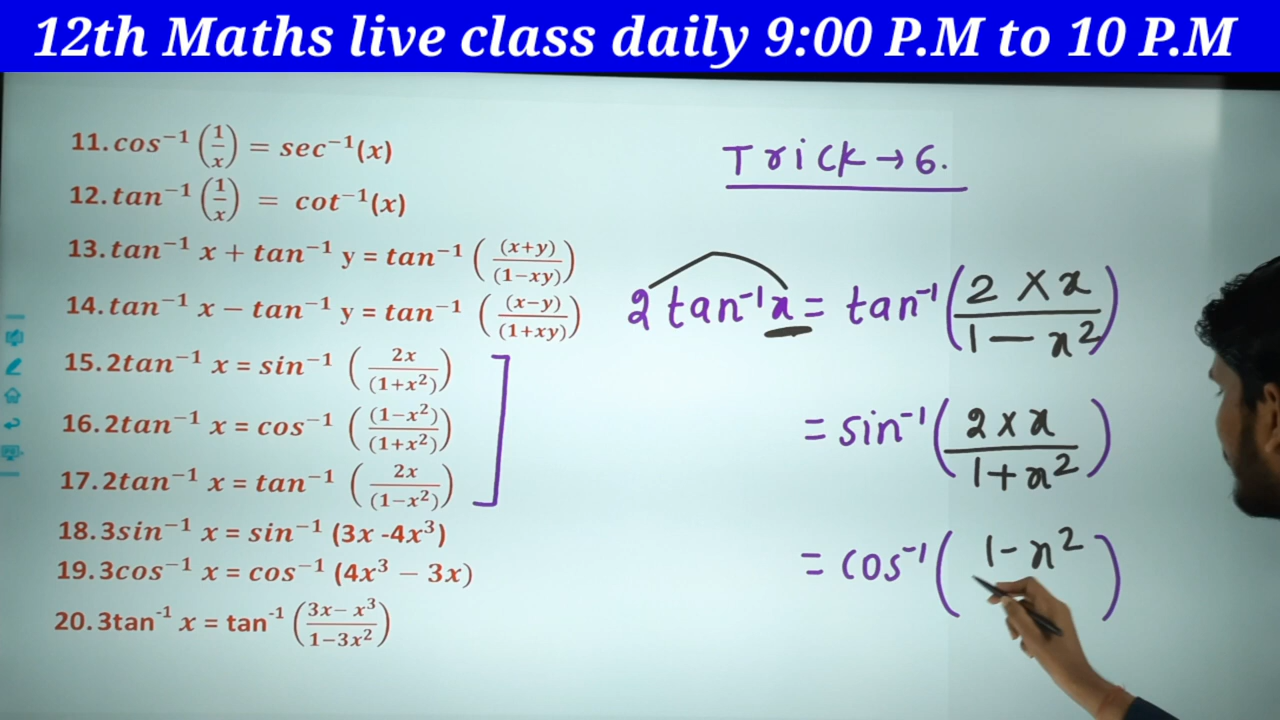 12th Maths live class daily 9:00 P.M to 10 P.M
11. cos⁻¹ (1/x) = sec⁻¹(x)
12. tan⁻¹ (1/x) = cot⁻¹(x)
13. tan⁻¹ x + tan⁻¹ y = tan⁻¹ ((x+y)/(1−xy))
14. tan⁻¹ x − tan⁻¹ y = tan⁻¹ ((x−y)/(1+xy))
15. 2tan⁻¹ x = sin⁻¹ (2x/(1+x²))
16. 2tan⁻¹ x = cos⁻¹ ((1−x²)/(1+x²))
17. 2tan⁻¹ x = tan⁻¹ (2x/(1−x²))
18. 3sin⁻¹ x = sin⁻¹ (3x -4x³)
19. 3cos⁻¹ x = cos⁻¹ (4x³ − 3x)
20. 3tan⁻¹ x = tan⁻¹ ((3x− x³)/(1−3x²))
Trick → 6.
2 tan⁻¹x = tan⁻¹ ((2 × x)/(1 − x²))
= sin⁻¹ ((2 × x)/(1+x²))
= cos⁻¹ (1-x² )